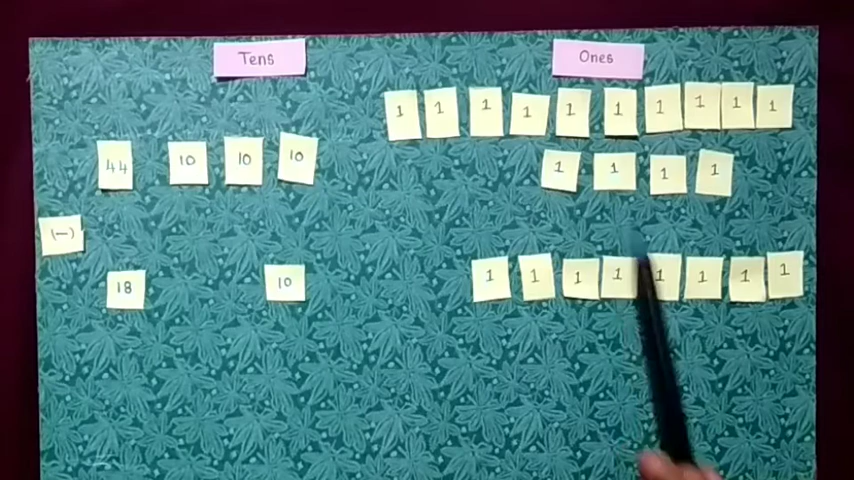 Tens Ones
1 1 1 1 1 1 1 1 1 1
44 10 10 10 1 1 1 1
(-)
18 10 1 1 1 1 1 1 1 1